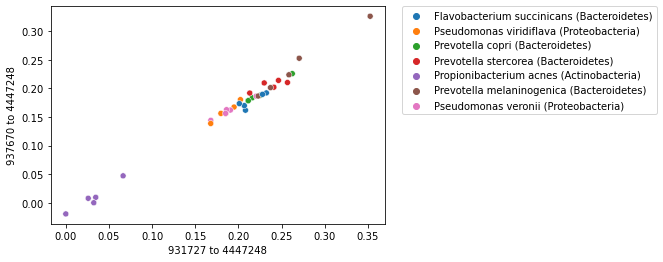 Flavobacterium succinicans (Bacteroidetes)
Pseudomonas viridiflava (Proteobacteria)
Prevotella copri (Bacteroidetes)
Prevotella stercorea (Bacteroidetes)
Propionibacterium acnes (Actinobacteria)
Prevotella melaninogenica (Bacteroidetes)
Pseudomonas veronii (Proteobacteria)
937670 to 4447248
0.30
0.25
0.20
0.15
0.10
0.05
0.00
0.00 0.05 0.10 0.15 0.20 0.25 0.30 0.35
931727 to 4447248